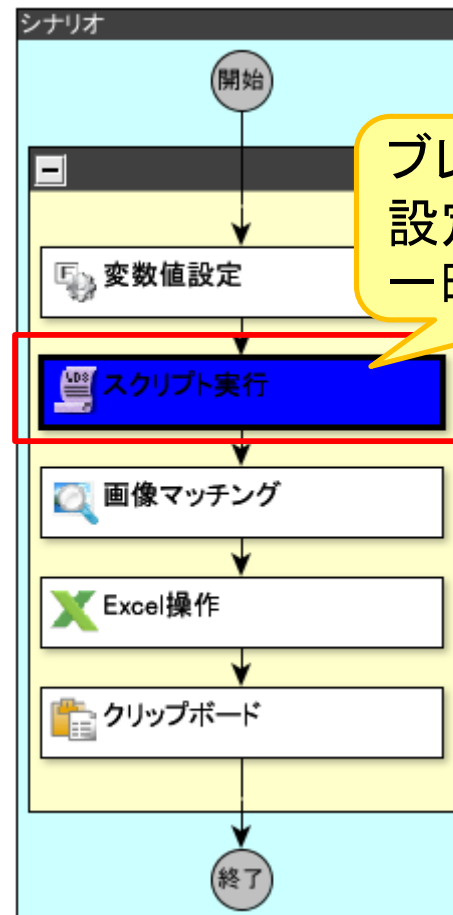 シナリオ
開始
ブレ
設定
一時
変数値設定
スクリプト実行
画像マッチング
Excel操作
クリップボード
終了